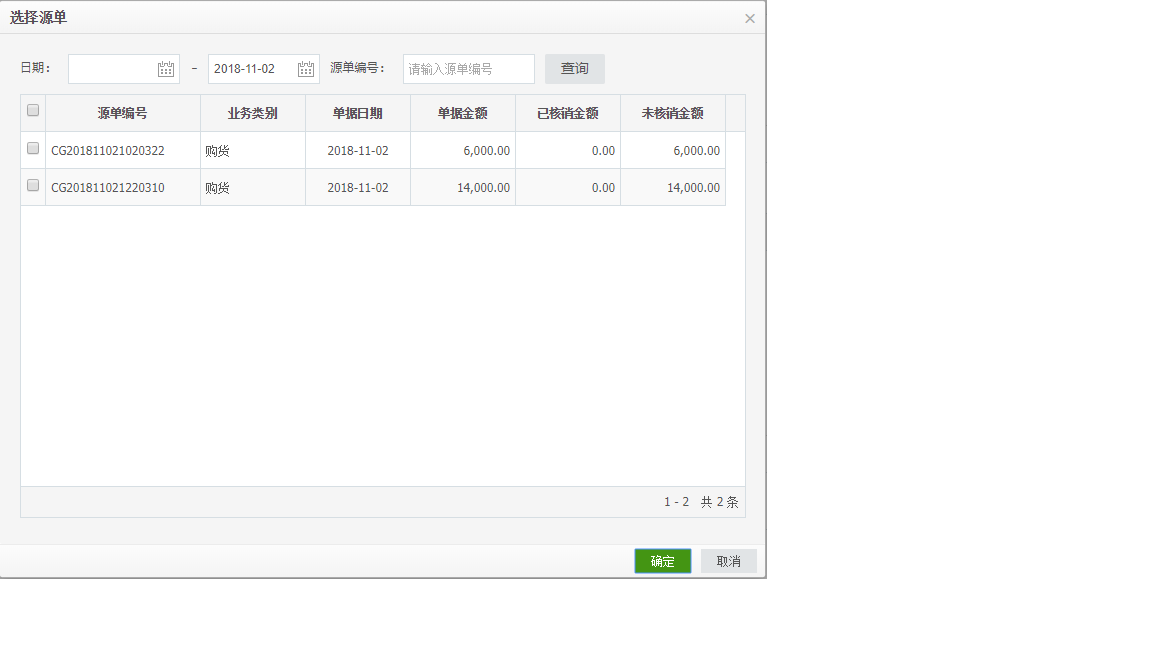 选择源单 ×
日期： - 2018-11-02 源单编号： 请输入源单编号 查询
源单编号 业务类别 单据日期 单据金额 已核销金额 未核销金额
CG201811021020322 购货 2018-11-02 6,000.00 0.00 6,000.00
CG201811021220310 购货 2018-11-02 14,000.00 0.00 14,000.00
1 - 2 共 2 条
确定 取消